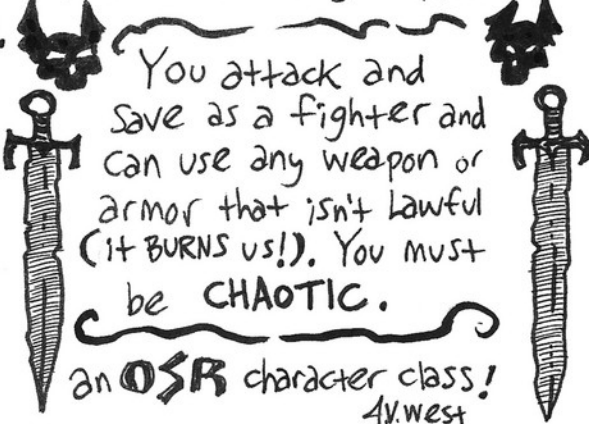 You attack and
save as a fighter and
can use any weapon or
armor that isn't Lawful
(it BURNS us!). You must
be CHAOTIC.
an OSR character class!